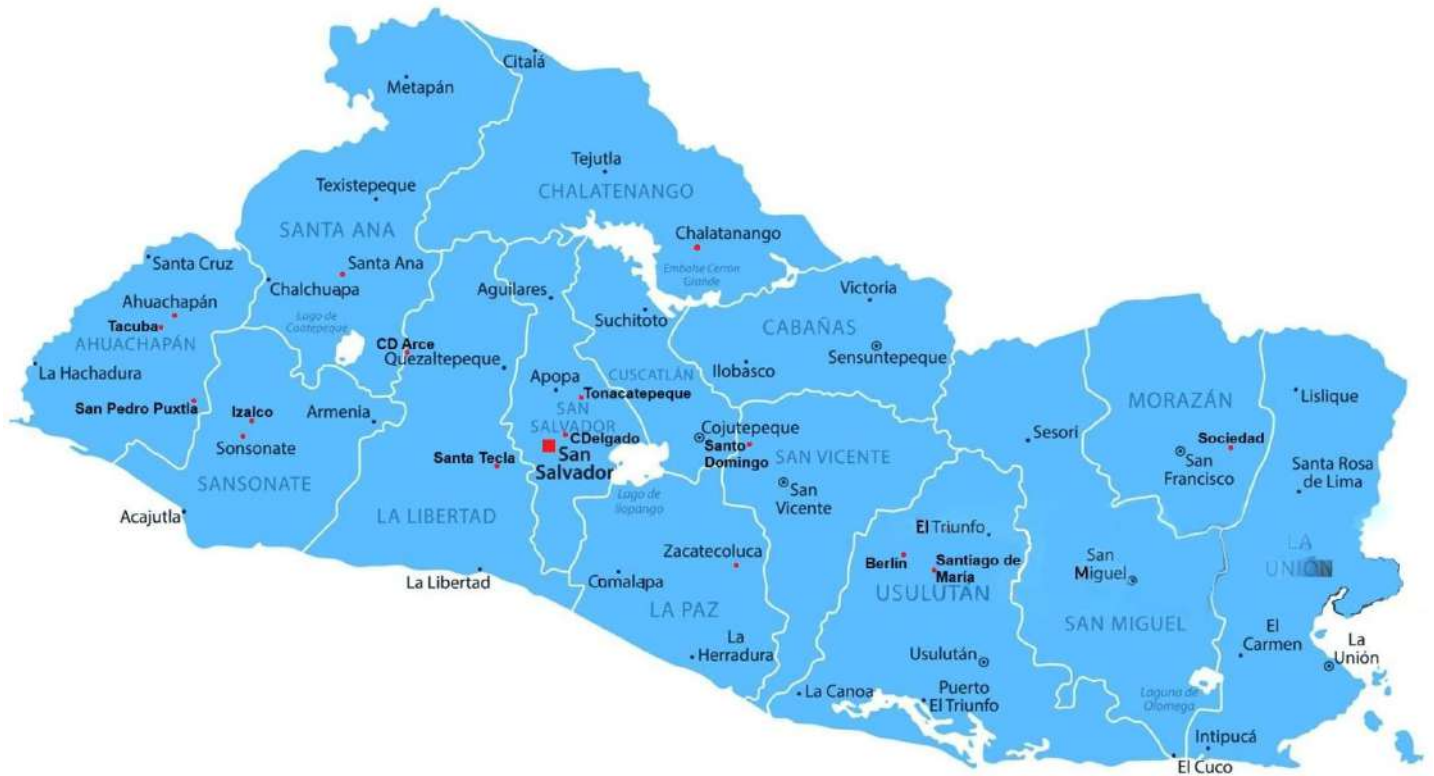 Citalá
Metapán
Tejutla
CHALATENANGO
Texistepeque
SANTA ANA
Chalatanango
Santa Cruz
Santa Ana
Embalse Cerron
Grande
Chalchuapa
Aguilares
Victoria
Ahuachapán
Lago de
Coatepeque
Suchitoto
CABAÑAS
Tacuba
AHUACHAPÁN
CD Arce
Quezaltepeque
Sensuntepeque
La Hachadura
CUSCATLÁN
Ilobasco
Apopa
Tonacatepeque
Lislique
San Pedro Puxtla
Izalco
Armenia
SAN
SALVADOR
MORAZÁN
CDelgado
Cojutepeque
Sesori
Sociedad
Sonsonate
Santa Tecla
San
Salvador
Santo
Domingo
SAN VICENTE
San
Francisco
Santa Rosa
de Lima
SANSONATE
Lago de
Ilopango
San
Vicente
Acajutla
LA LIBERTAD
El Triunfo
LA
UNIÓN
Zacatecoluca
Berlín
Santiago de
María
San
Miguel
La Libertad
Comalapa
USULUTÁN
LA PAZ
SAN MIGUEL
El
Carmen
La
Herradura
Usulután
La
Unión
La Canoa
Puerto
El Triunfo
Laguna de
Olomega
Intipucá
El Cuco